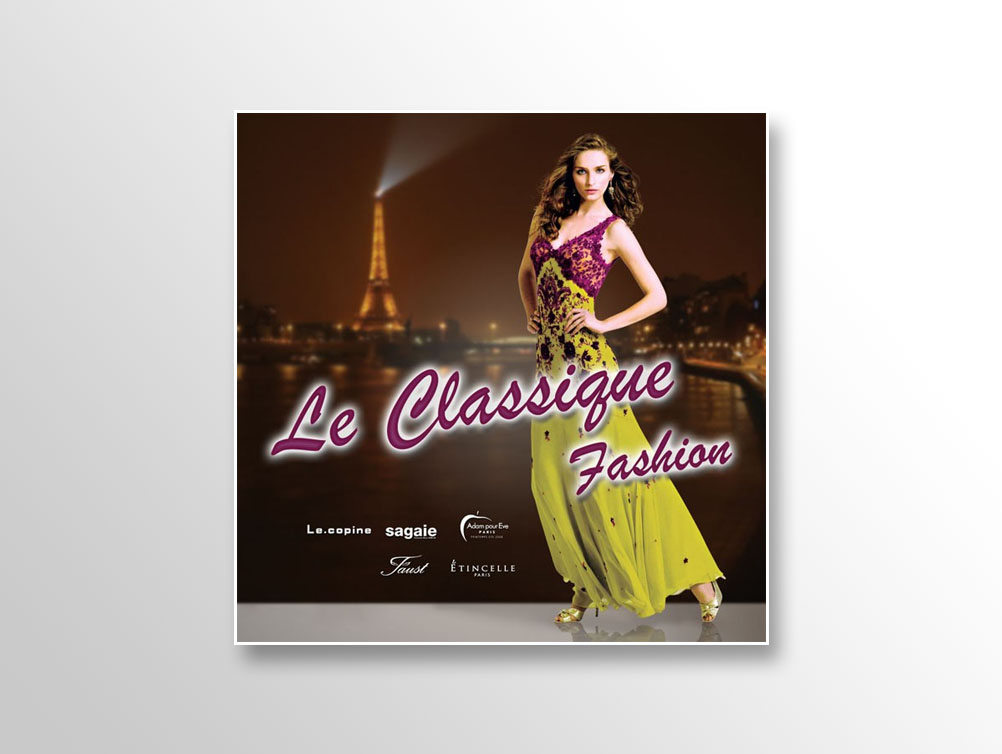 Le Classique
Fashion
Le.copine
sagaie
Adam pour Eve
PARIS
Faust
ÉTINCELLE
PARIS